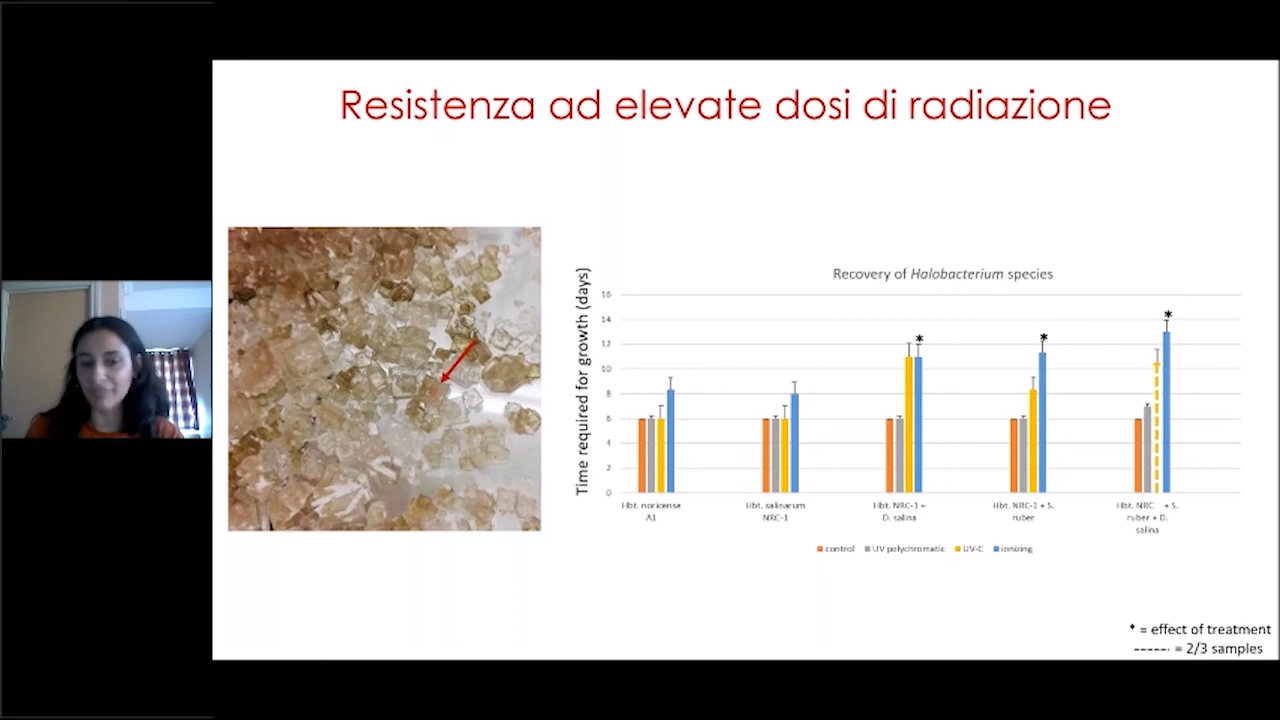 Resistenza ad elevate dosi di radiazione
Recovery of Halobacterium species
Time required for growth (days)
16
14
12
10
8
6
4
2
0
Hbt. noricense
A1
Hbt. salinarum
NRC-1
Hbt. NRC-1 +
D. salina
Hbt. NRC-1 + S.
ruber
Hbt. NRC + S.
ruber + D.
salina
control UV polychromatic UV-C ionizing
* = effect of treatment
------ = 2/3 samples